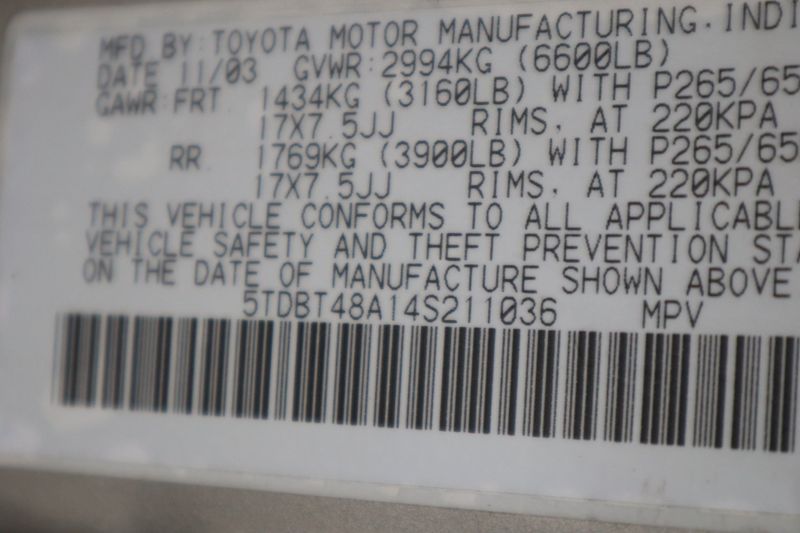 MFD BY: TOYOTA MOTOR MANUFACTURING, INDI
DATE 11/03 GVWR: 2994KG (6600LB)
GAWR: FRT 1434KG (3160LB) WITH P265/65
17X7.5JJ RIMS, AT 220KPA
RR 1769KG (3900LB) WITH P265/65
17X7.5JJ RIMS, AT 220KPA
THIS VEHICLE CONFORMS TO ALL APPLICABL
VEHICLE SAFETY AND THEFT PREVENTION STA
ON THE DATE OF MANUFACTURE SHOWN ABOVE
5TDBT48A14S211036 MPV